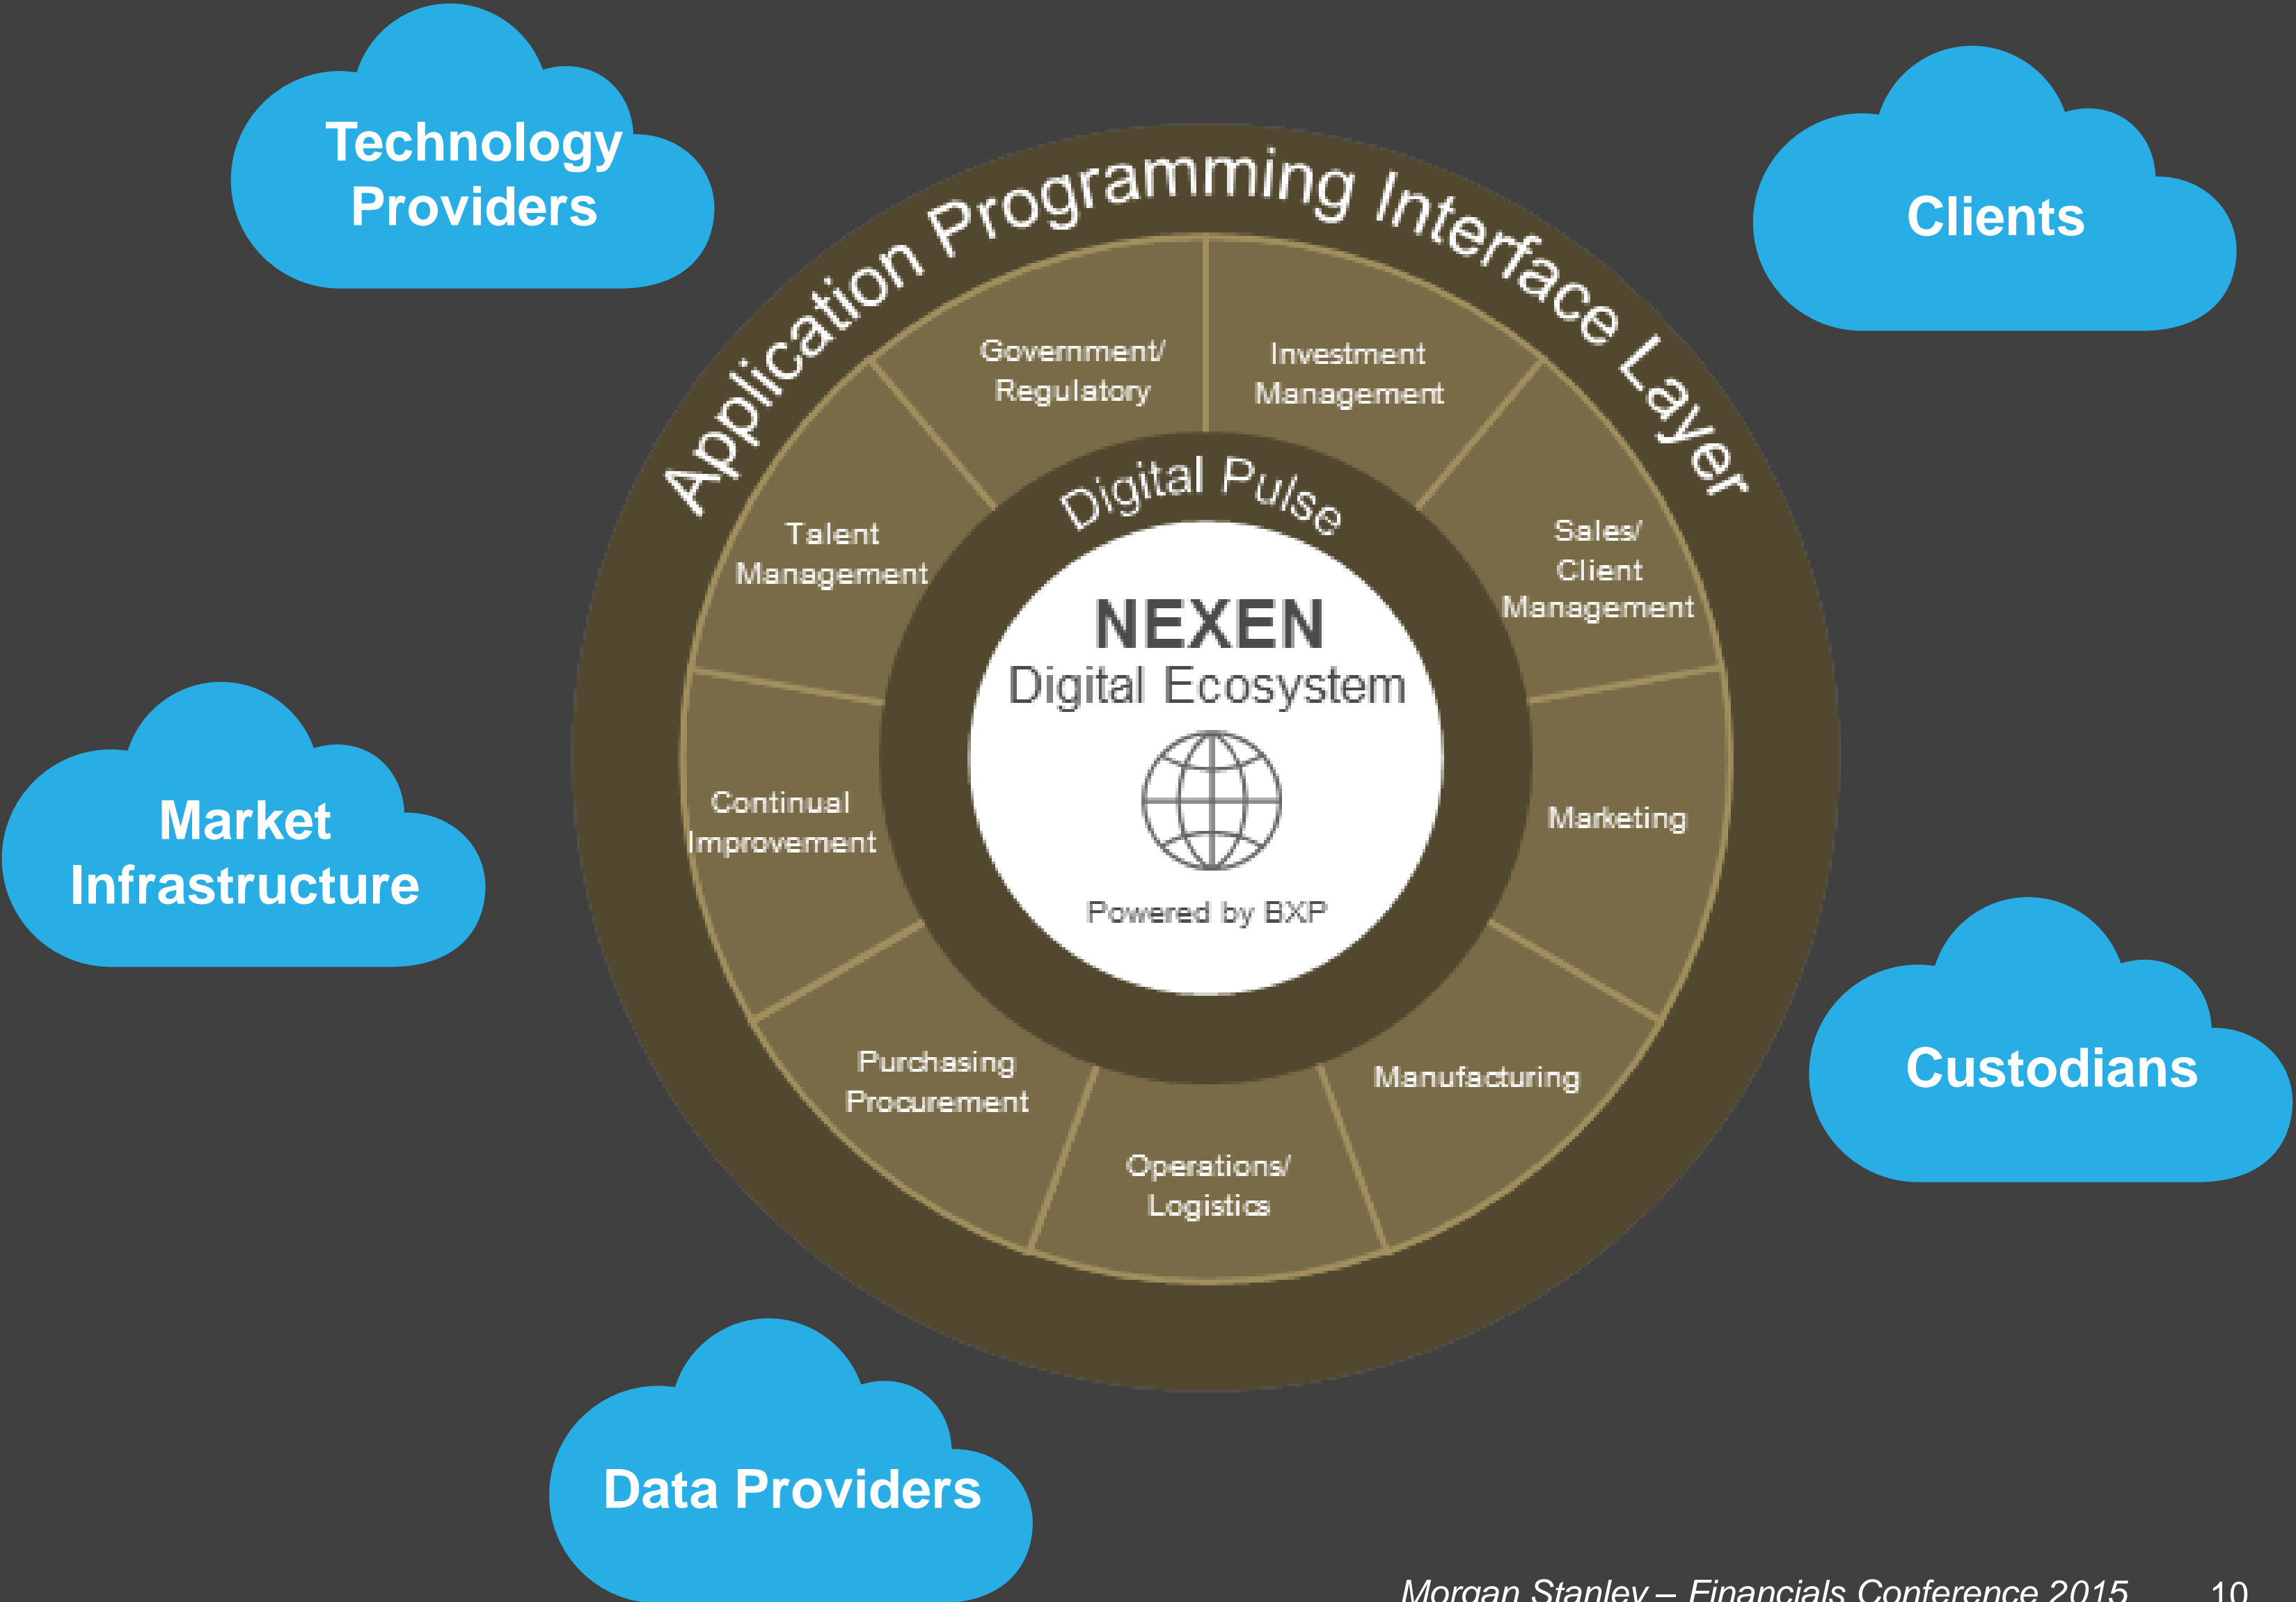 Technology
Providers
Clients
Application Programming Interface Layer
Government/
Regulatory
Investment
Management
Digital Pulse
Talent
Management
Sales/
Client
Management
NEXEN
Digital Ecosystem
Powered by BXP
Continual
Improvement
Marketing
Market
Infrastructure
Purchasing
Procurement
Manufacturing
Custodians
Operations/
Logistics
Data Providers
Morgan Stanley – Financials Conference 2015 10